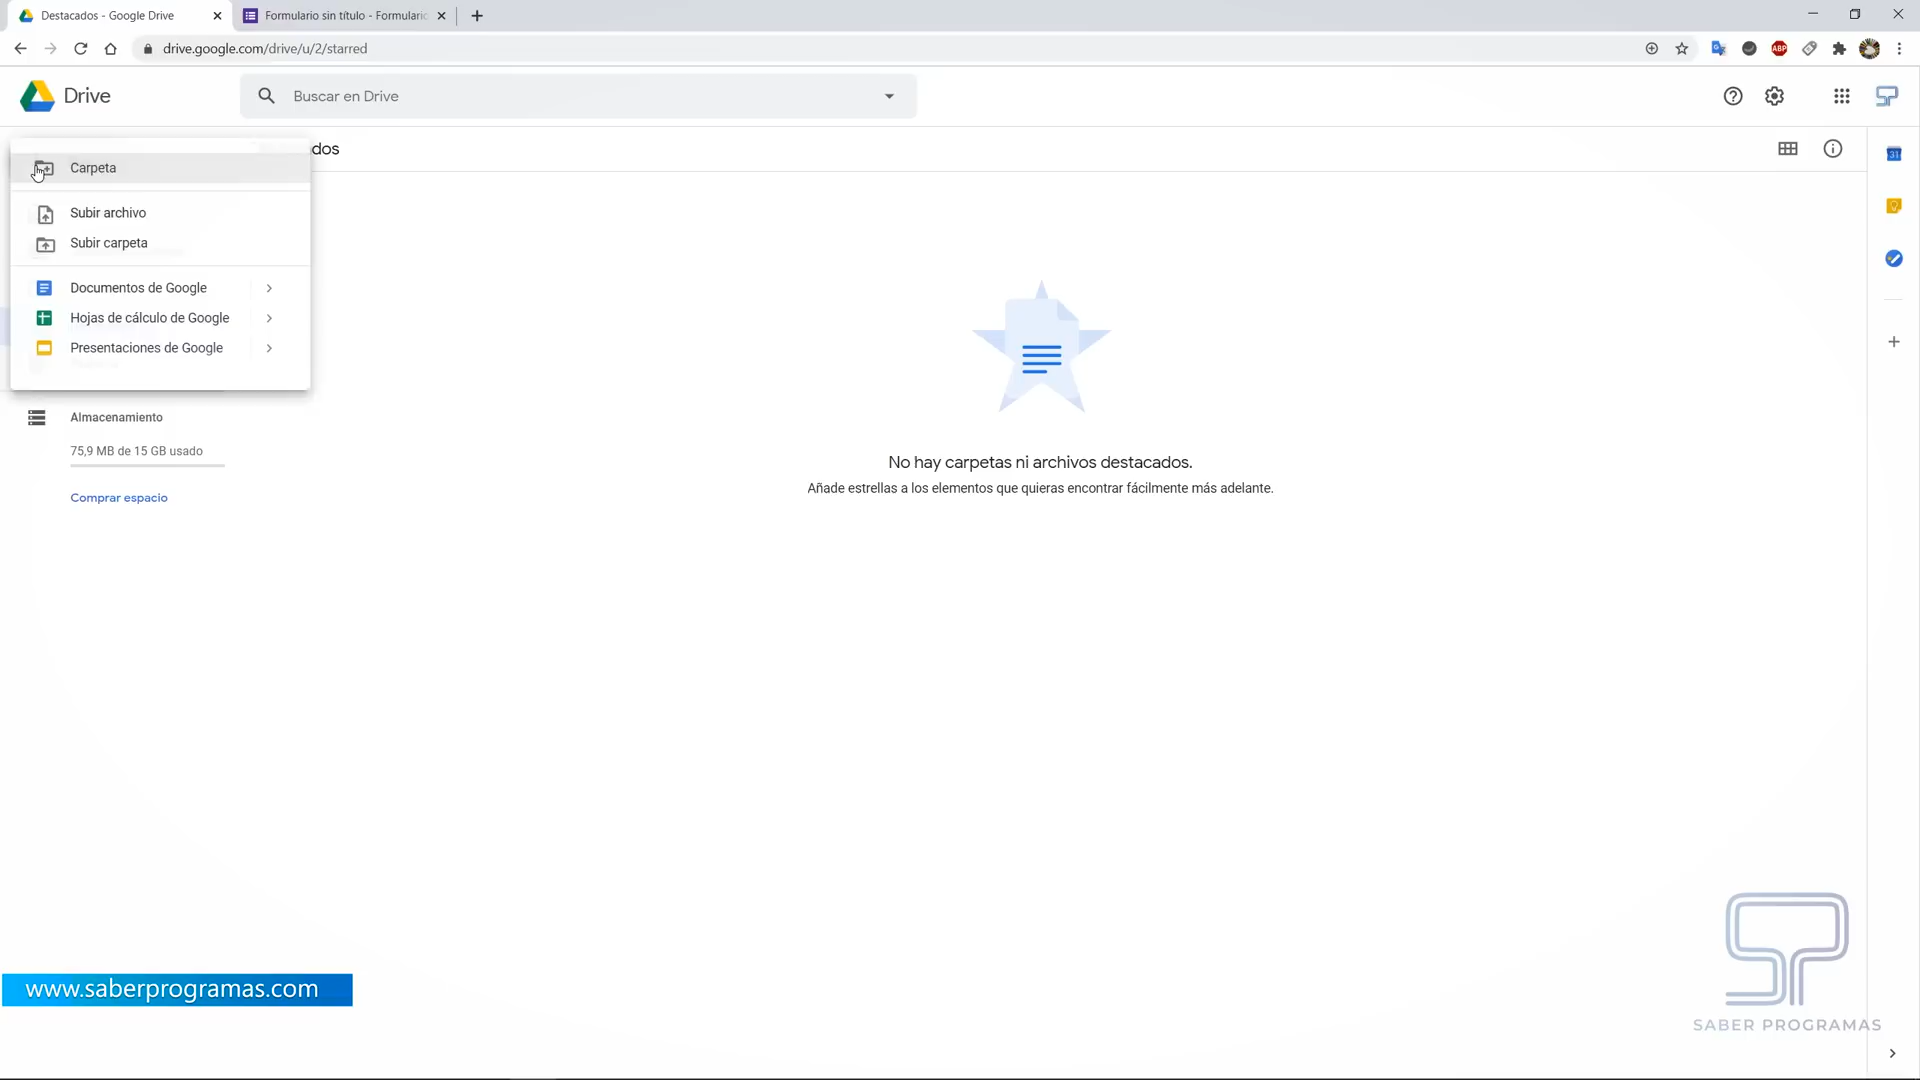 Destacados - Google Drive
Formulario sin título - Formulario
drive.google.com/drive/u/2/starred
Drive
Buscar en Drive
dos
Carpeta
Subir archivo
Subir carpeta
Documentos de Google
Hojas de cálculo de Google
Presentaciones de Google
Almacenamiento
75,9 MB de 15 GB usado
Comprar espacio
No hay carpetas ni archivos destacados.
Añade estrellas a los elementos que quieras encontrar fácilmente más adelante.
ABP
31
www.saberprogramas.com
SABER PROGRAMAS